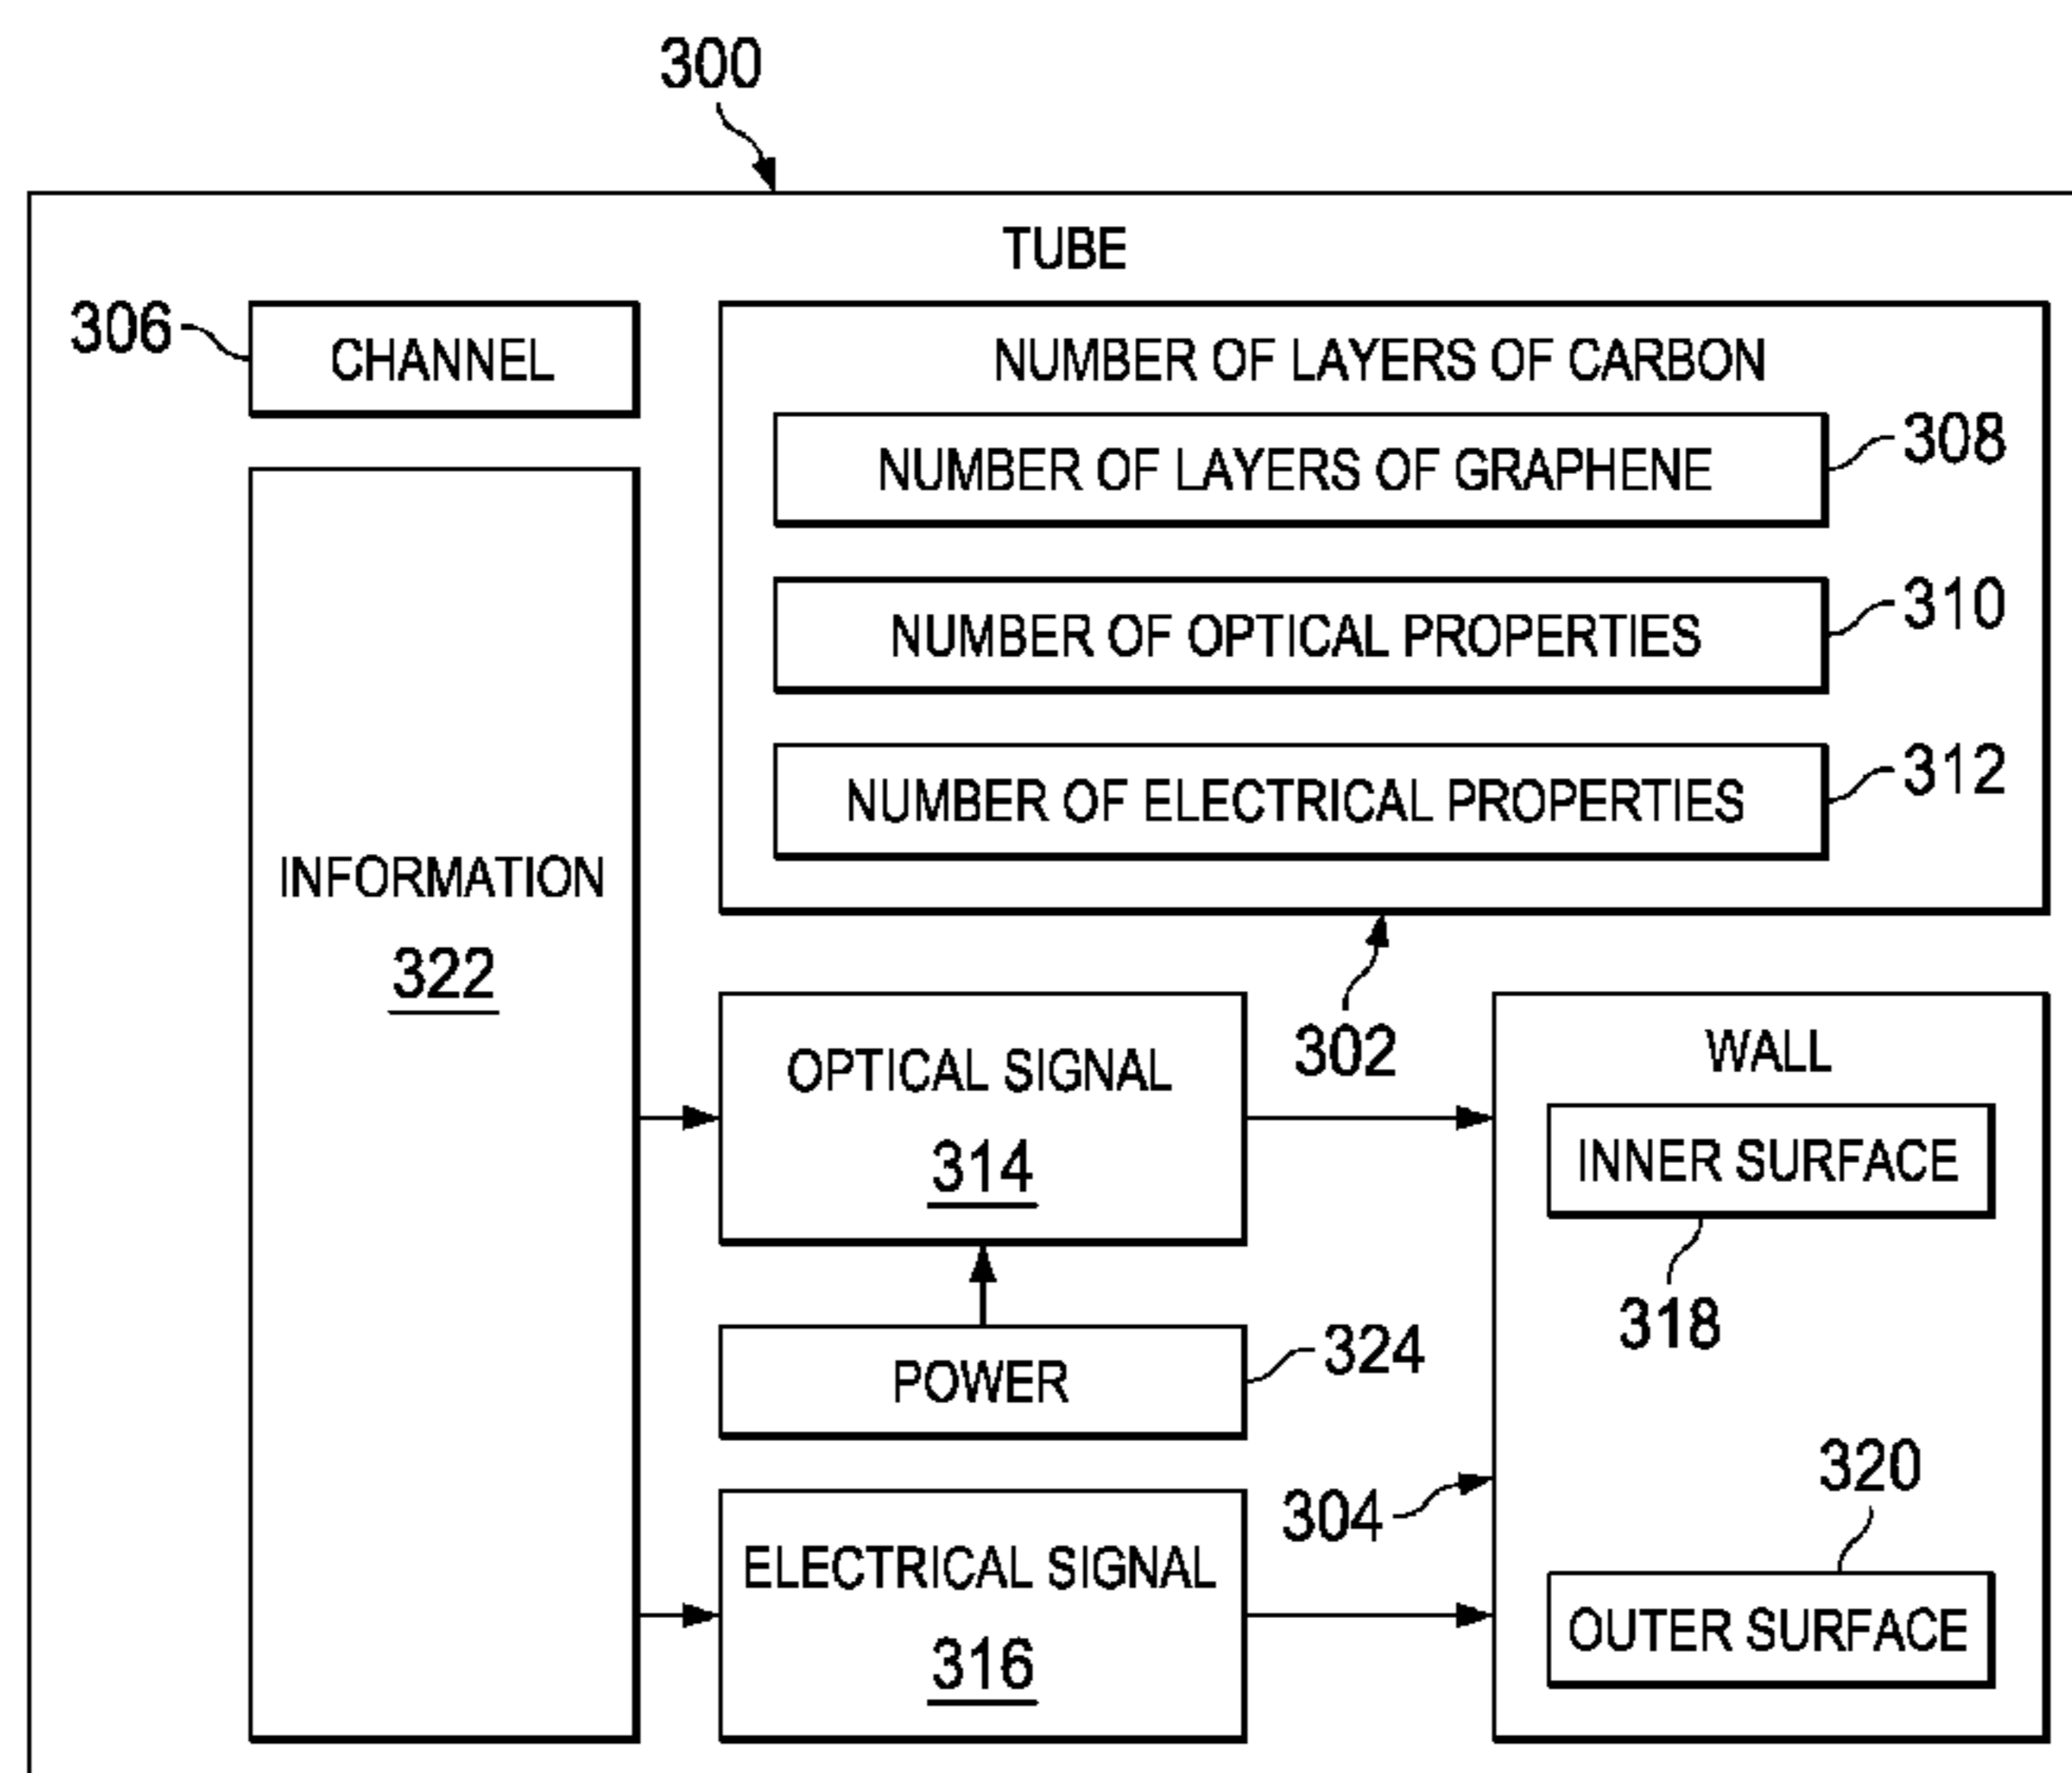 300
TUBE
306
CHANNEL
NUMBER OF LAYERS OF CARBON
NUMBER OF LAYERS OF GRAPHENE
308
NUMBER OF OPTICAL PROPERTIES
310
NUMBER OF ELECTRICAL PROPERTIES
312
302
INFORMATION
322
OPTICAL SIGNAL
314
POWER
324
ELECTRICAL SIGNAL
316
304
WALL
INNER SURFACE
318
320
OUTER SURFACE